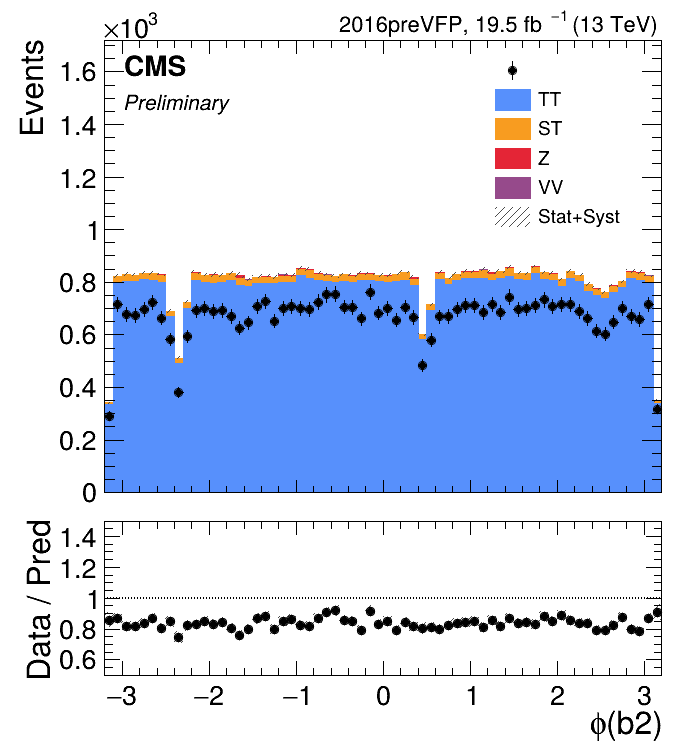 ×10³
2016preVFP, 19.5 fb ⁻¹ (13 TeV)
Events
CMS
Preliminary
TT
ST
Z
VV
Stat+Syst
1.6
1.4
1.2
1
0.8
0.6
0.4
0.2
0
Data / Pred
1.4
1.2
1
0.8
0.6
−3 −2 −1 0 1 2 3
ϕ(b2)